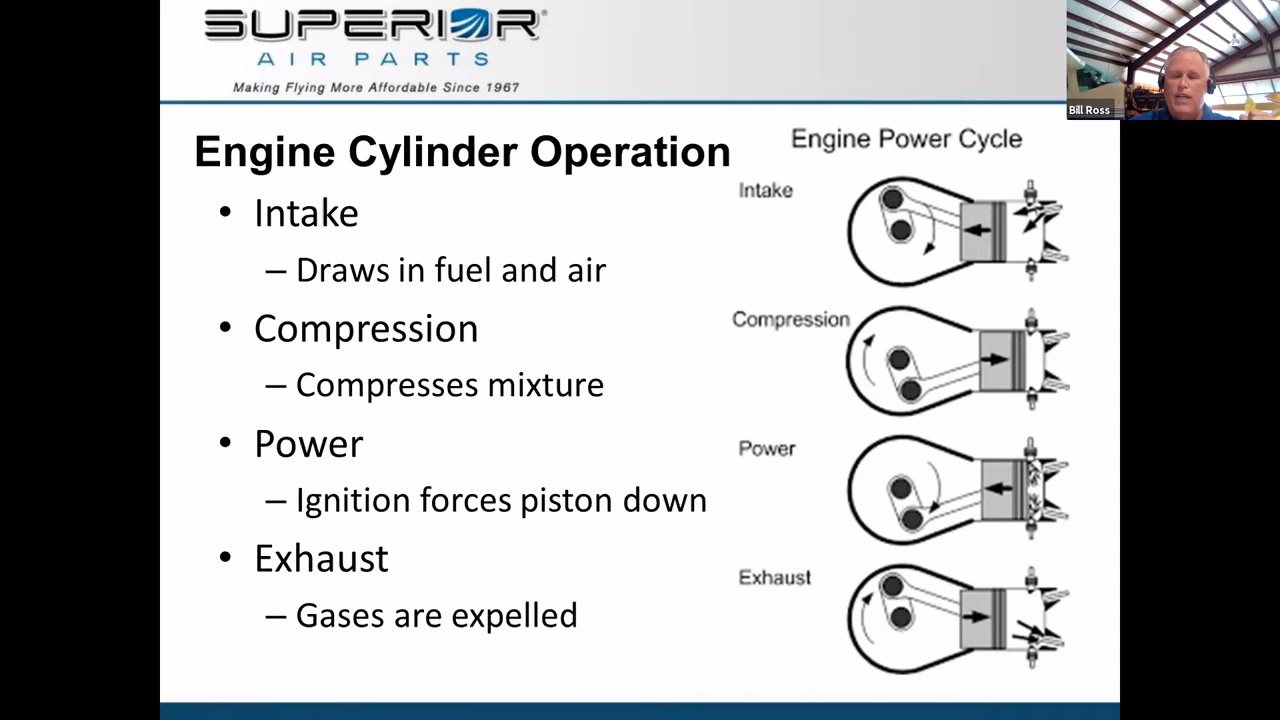 SUPERIOR®
AIR PARTS
Making Flying More Affordable Since 1967
Bill Ross
Engine Cylinder Operation
• Intake
– Draws in fuel and air
• Compression
– Compresses mixture
• Power
– Ignition forces piston down
• Exhaust
– Gases are expelled
Engine Power Cycle
Intake
Compression
Power
Exhaust